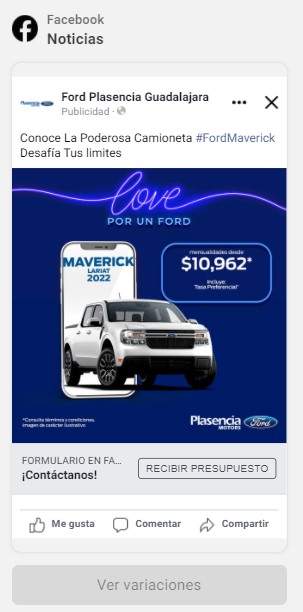 Facebook
Noticias
Ford Plasencia Guadalajara
Publicidad ·
Conoce La Poderosa Camioneta #FordMaverick
Desafía Tus limites
love
POR UN FORD
MAVERICK
LARIAT
2022
mensualidades desde
$10,962*
Incluye:
Tasa Preferencial*
*Consulta términos y condiciones,
imagen de carácter ilustrativo
Plasencia
MOTORS
Ford
FORMULARIO EN FA...
¡Contáctanos!
RECIBIR PRESUPUESTO
Me gusta
Comentar
Compartir
Ver variaciones